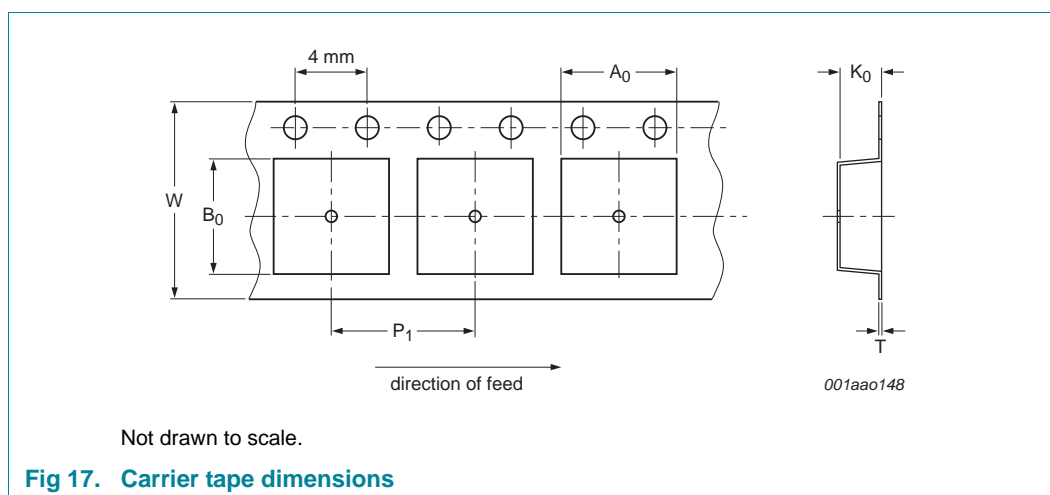 4 mm
A0
K0
W
B0
P1
T
direction of feed
001aao148
Not drawn to scale.
Fig 17. Carrier tape dimensions